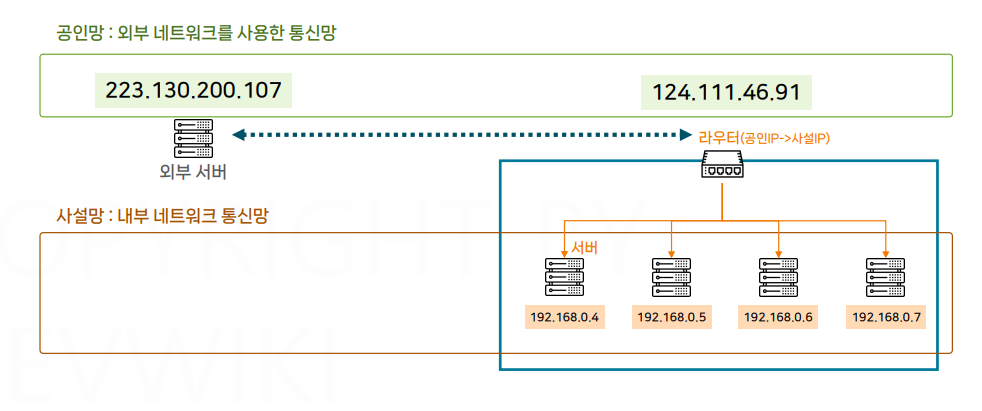 공인망 : 외부 네트워크를 사용한 통신망
223.130.200.107
124.111.46.91
라우터(공인IP->사설IP)
외부 서버
사설망 : 내부 네트워크 통신망
서버
192.168.0.4
192.168.0.5
192.168.0.6
192.168.0.7
OPYRIGHT BY
EVWIKI